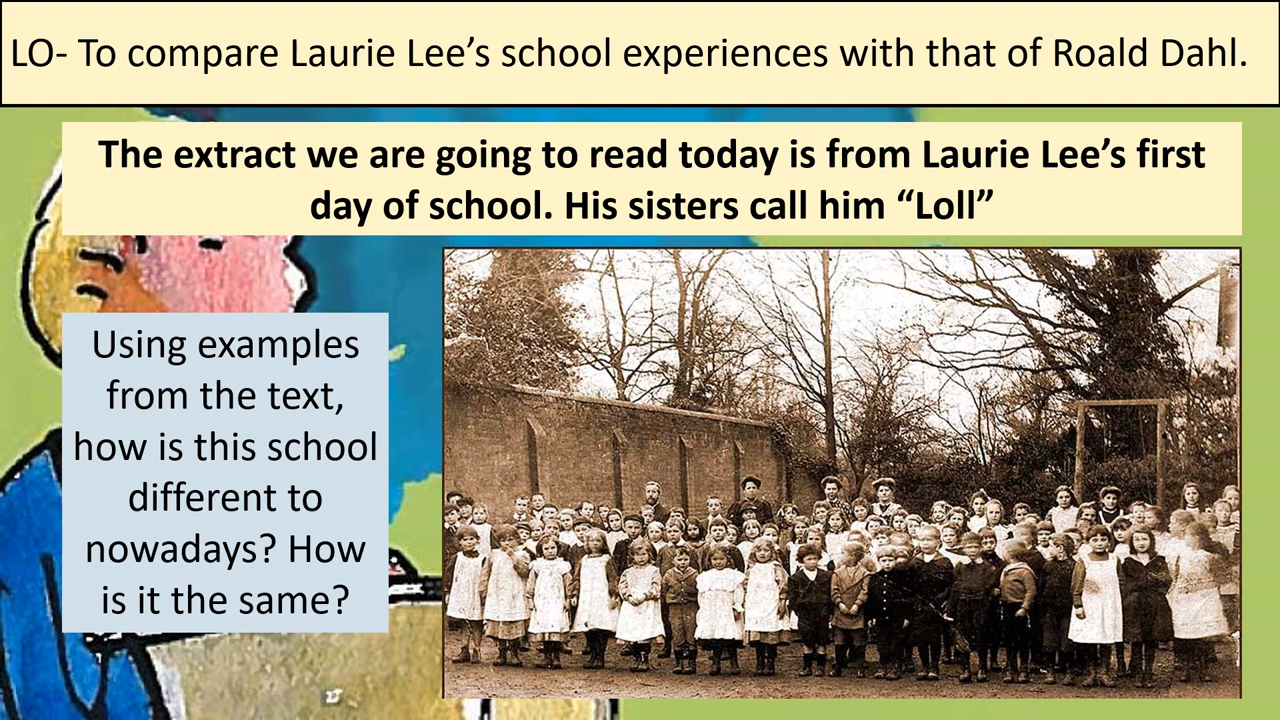 LO- To compare Laurie Lee’s school experiences with that of Roald Dahl.
The extract we are going to read today is from Laurie Lee’s first
day of school. His sisters call him “Loll”
Using examples
from the text,
how is this school
different to
nowadays? How
is it the same?